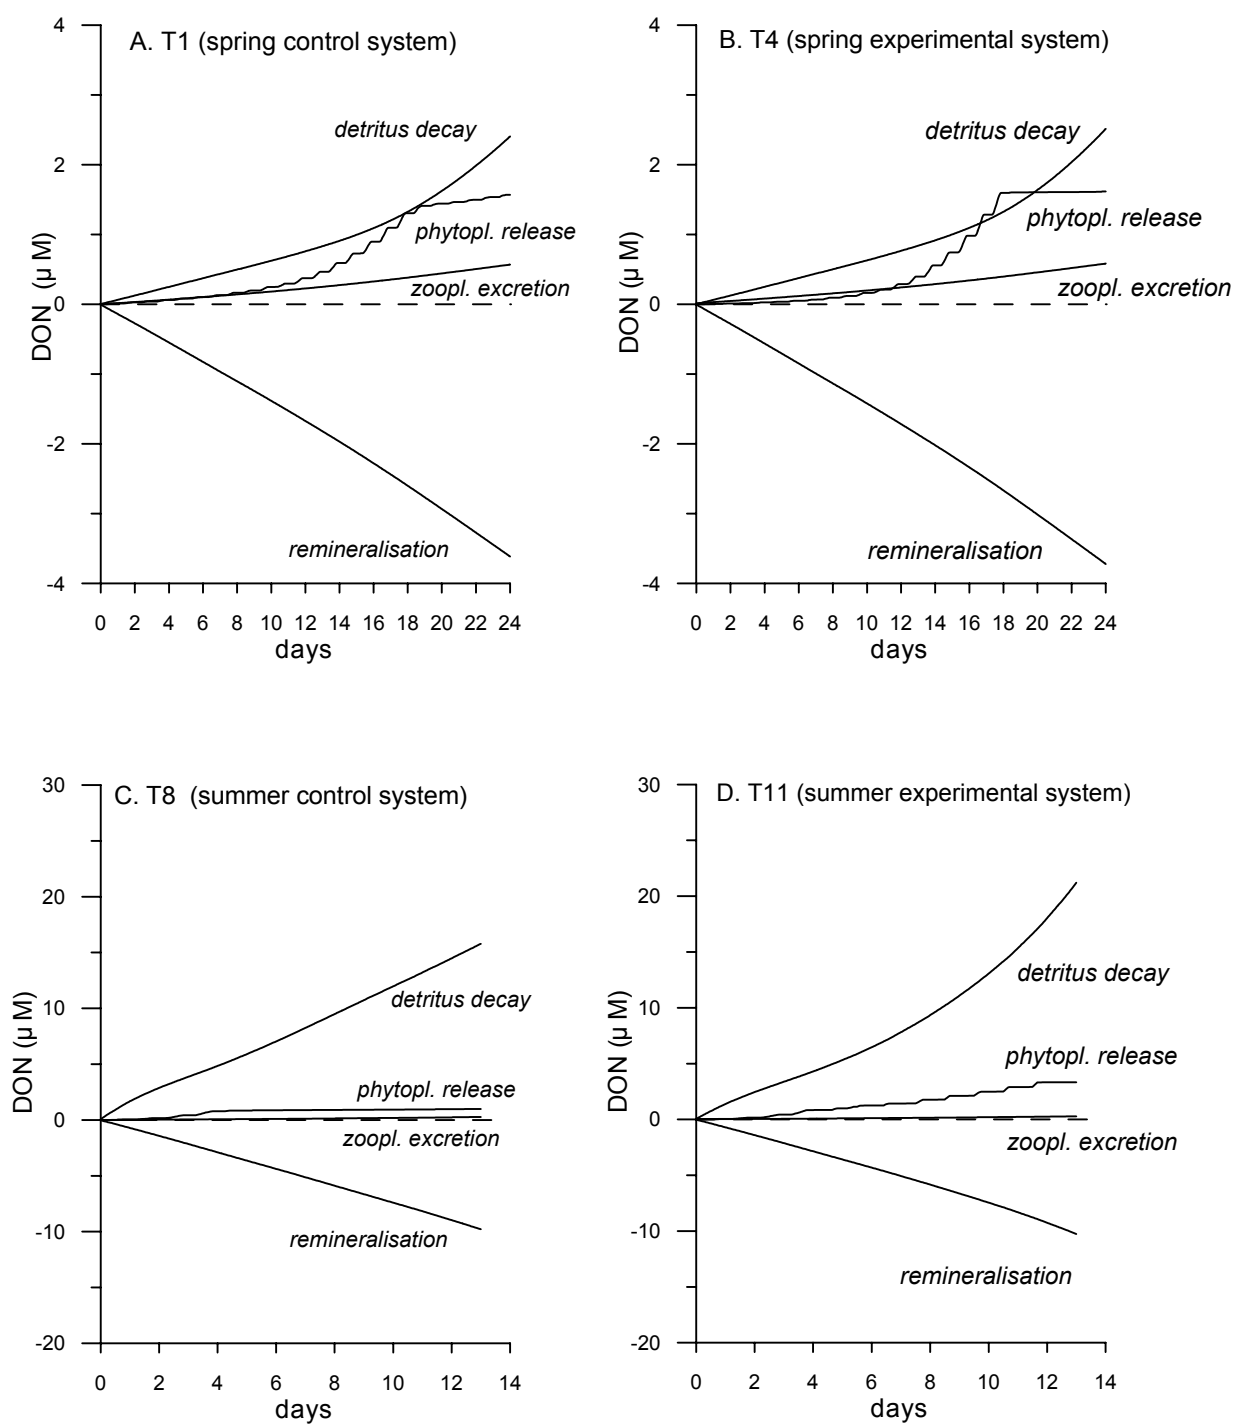 A. T1 (spring control system)
4
2
0
-2
-4
DON (µ M)
detritus decay
phytopl. release
zoopl. excretion
remineralisation
0 2 4 6 8 10 12 14 16 18 20 22 24
days
B. T4 (spring experimental system)
4
2
0
-2
-4
DON (µ M)
detritus decay
phytopl. release
zoopl. excretion
remineralisation
0 2 4 6 8 10 12 14 16 18 20 22 24
days
C. T8 (summer control system)
30
20
10
0
-10
-20
DON (µ M)
detritus decay
phytopl. release
zoopl. excretion
remineralisation
0 2 4 6 8 10 12 14
days
D. T11 (summer experimental system)
30
20
10
0
-10
-20
DON (µ M)
detritus decay
phytopl. release
zoopl. excretion
remineralisation
0 2 4 6 8 10 12 14
days